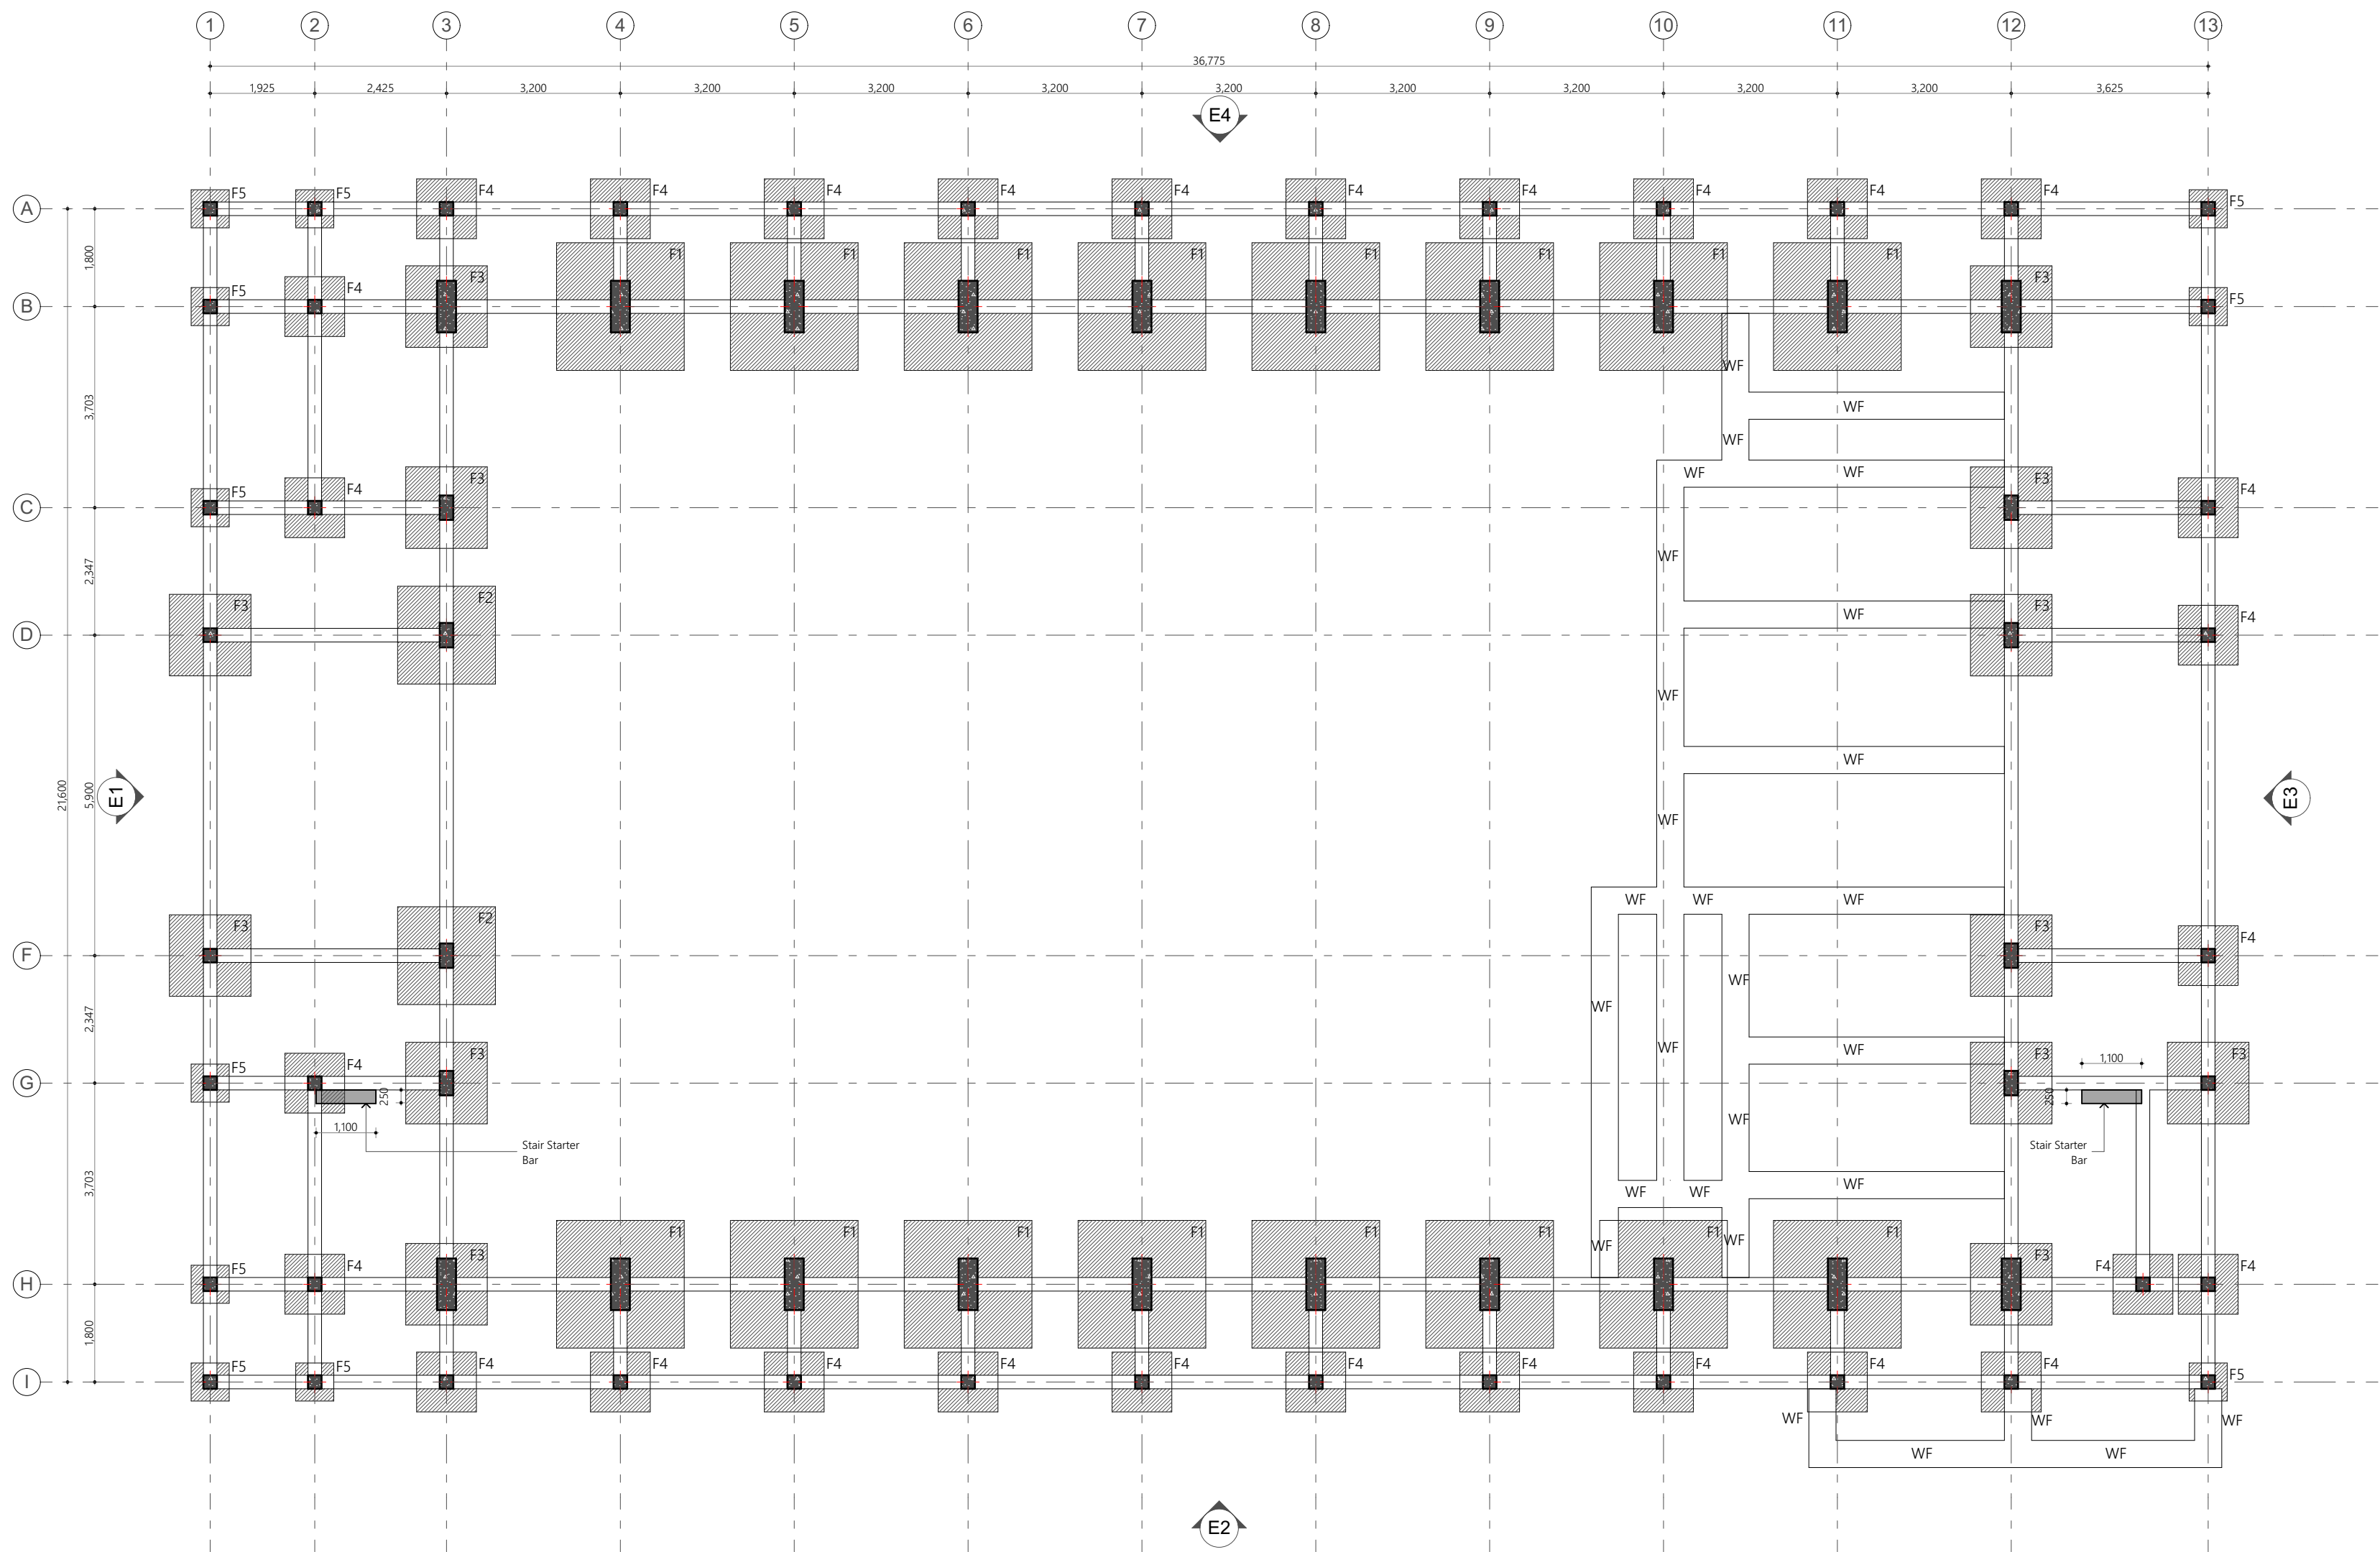 1 2 3 4 5 6 7 8 9 10 11 12 13
36,775
1,925 2,425 3,200 3,200 3,200 3,200 3,200 3,200 3,200 3,200 3,200 3,625
E4
F5 F5 F4 F4 F4 F4 F4 F4 F4 F4 F4 F4 F5
A
1,800
F1 F1 F1 F1 F1 F1 F1 F1
F5 F4 F3 F3 F5
B
WF
3,703
WF
WF
WF WF
F5 F4 F3 F3 F4
C
WF
2,347
F3 F2 WF F3 F4
D
WF
WF
21,600
5,900
E1
E3
WF
WF WF WF
F3 F2 F3 F4
F
WF
WF
2,347
WF WF
F5 F4 F3 F3 F3
1,100
G
250
250
WF
1,100
Stair Starter
Bar
Stair Starter
Bar
3,703
WF
WF WF
F1 F1 F1 F1 F1 F1 F1 F1
WF WF
F5 F4 F3 F3 F4 F4
H
1,800
F5 F5 F4 F4 F4 F4 F4 F4 F4 F4 F4 F4 F5
I
WF WF WF
WF WF
E2